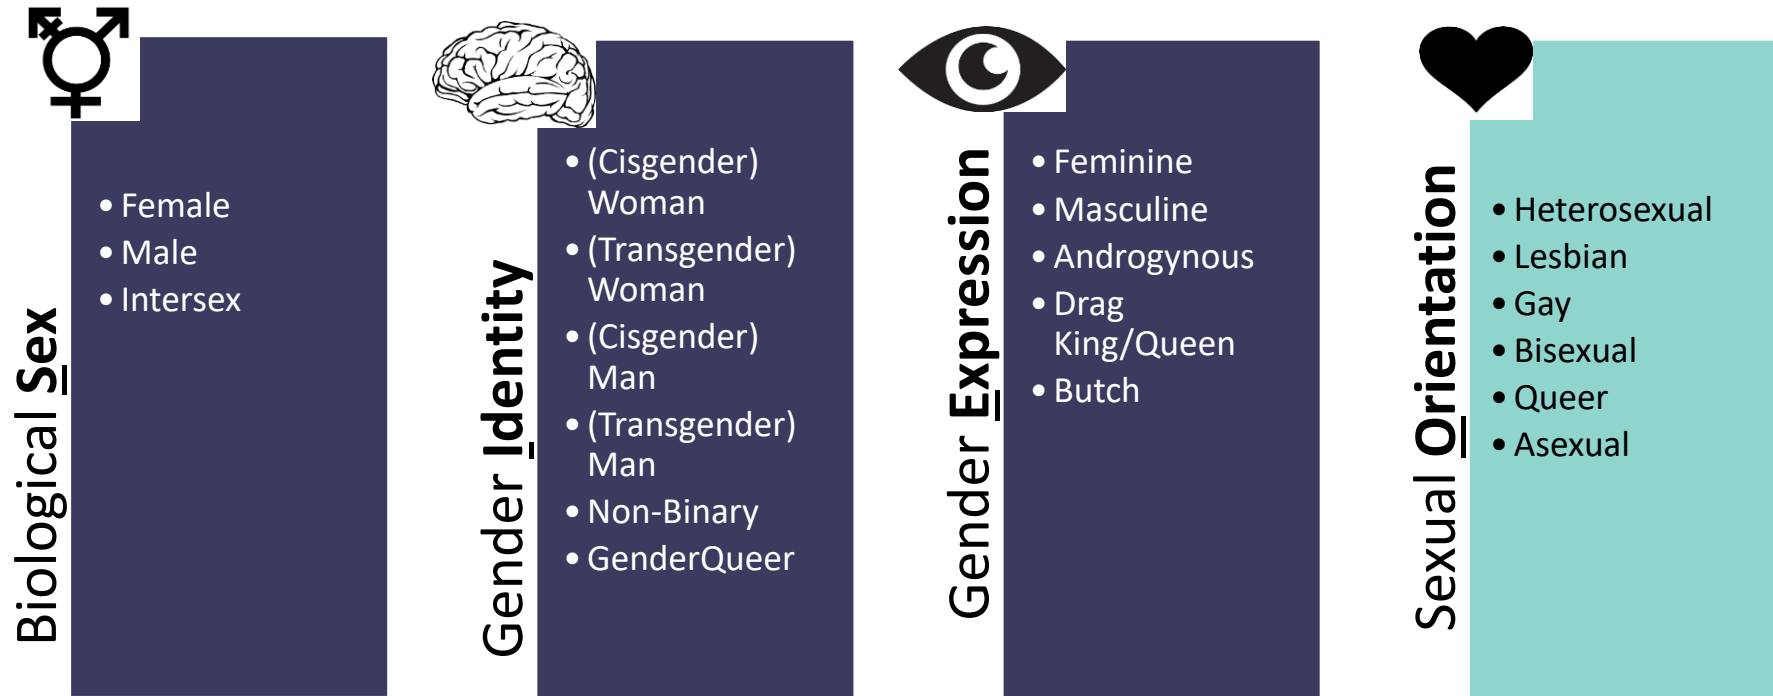 Biological Sex
• Female
• Male
• Intersex
Gender Identity
• (Cisgender)
Woman
• (Transgender)
Woman
• (Cisgender)
Man
• (Transgender)
Man
• Non-Binary
• GenderQueer
Gender Expression
• Feminine
• Masculine
• Androgynous
• Drag
King/Queen
• Butch
Sexual Orientation
• Heterosexual
• Lesbian
• Gay
• Bisexual
• Queer
• Asexual